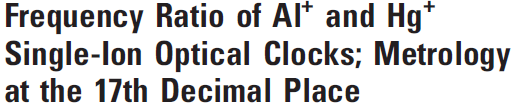 Frequency Ratio of Al⁺ and Hg⁺
Single-Ion Optical Clocks; Metrology
at the 17th Decimal Place